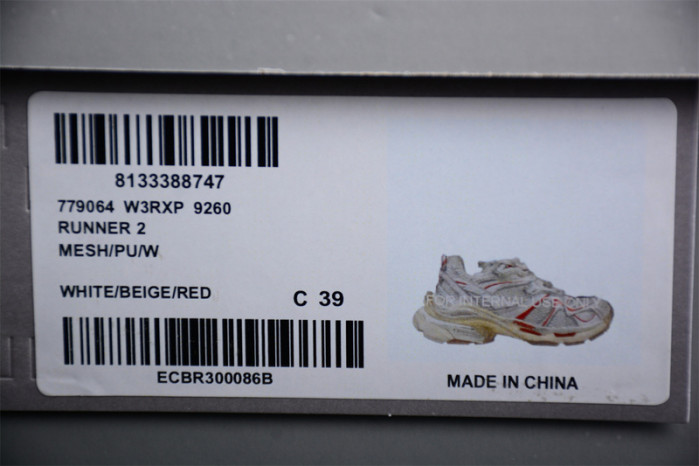 8133388747
779064 W3RXP 9260
RUNNER 2
MESH/PU/W
WHITE/BEIGE/RED
C 39
ECBR300086B
FOR INTERNAL USE ONLY
MADE IN CHINA